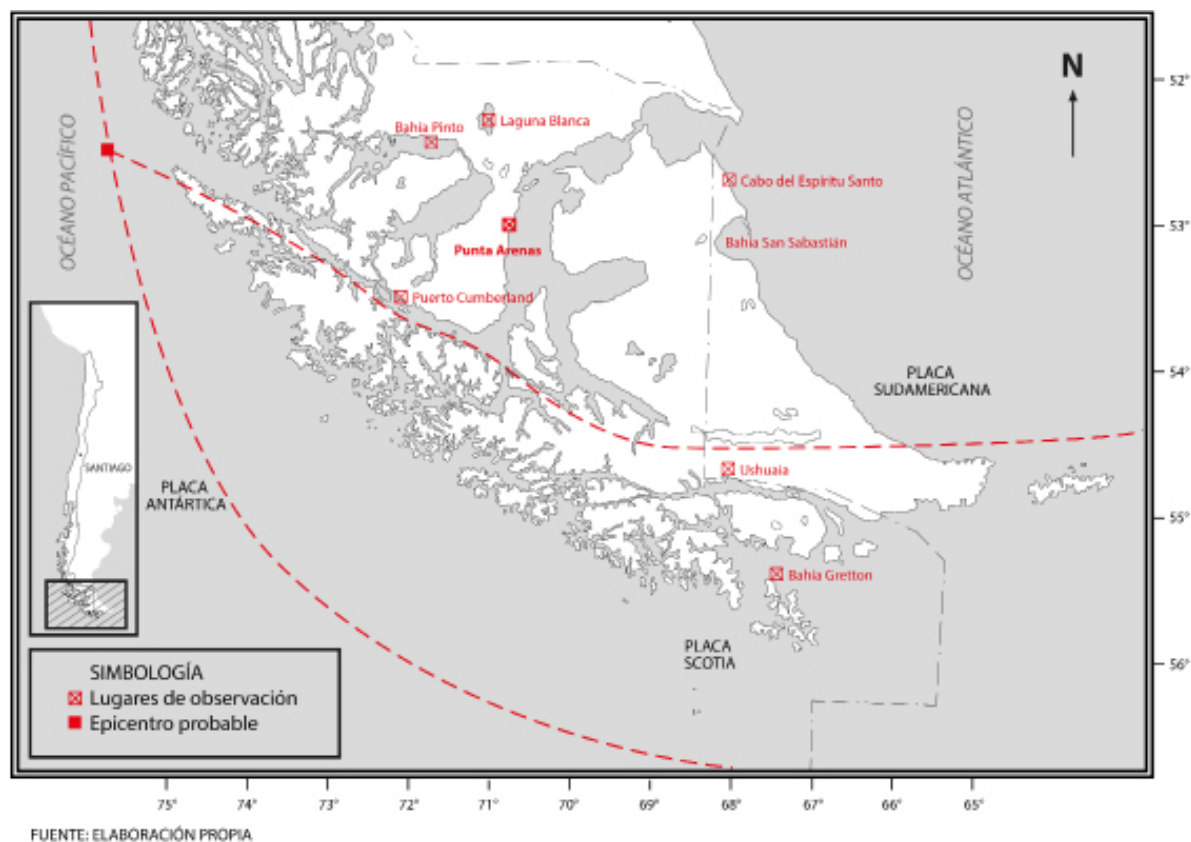 N
OCÉANO PACÍFICO
OCÉANO ATLÁNTICO
Bahía Pinto
Laguna Blanca
Cabo del Espíritu Santo
Punta Arenas
Bahía San Sabastián
Puerto Cumberland
PLACA
SUDAMERICANA
SANTIAGO
PLACA
ANTÁRTICA
Ushuaia
Bahía Gretton
PLACA
SCOTIA
SIMBOLOGÍA
Lugares de observación
Epicentro probable
52°
53°
54°
55°
56°
75° 74° 73° 72° 71° 70° 69° 68° 67° 66° 65°
FUENTE: ELABORACIÓN PROPIA